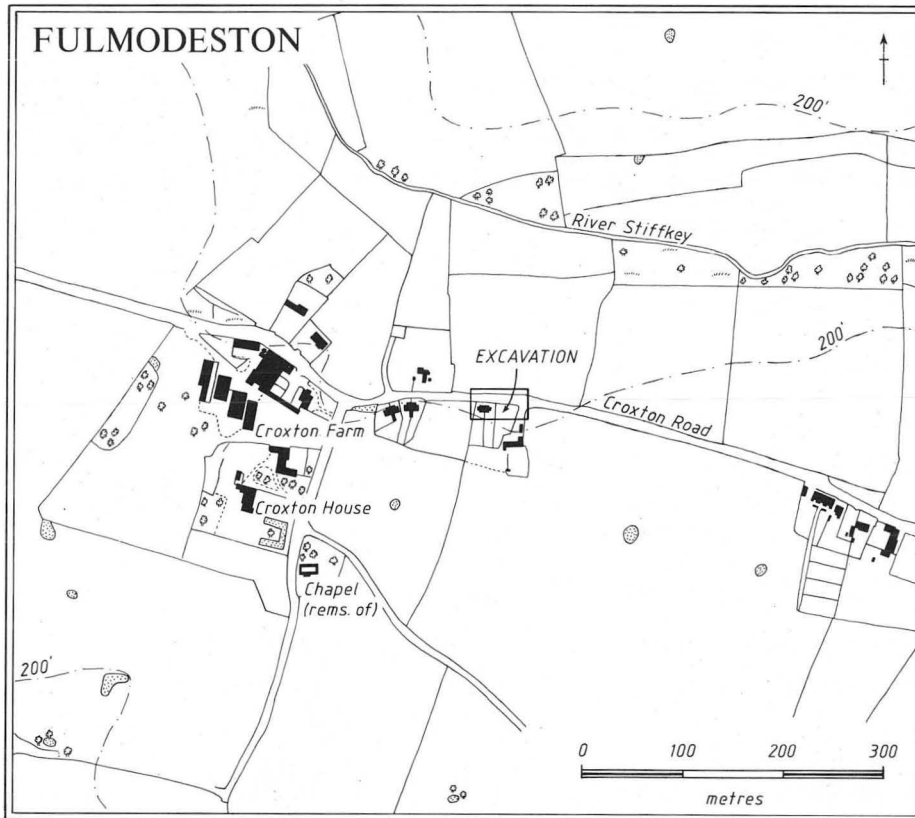 FULMODESTON
200'
River Stiffkey
200'
EXCAVATION
Croxton Road
Croxton Farm
Croxton House
Chapel
(rems. of)
200'
0 100 200 300
metres